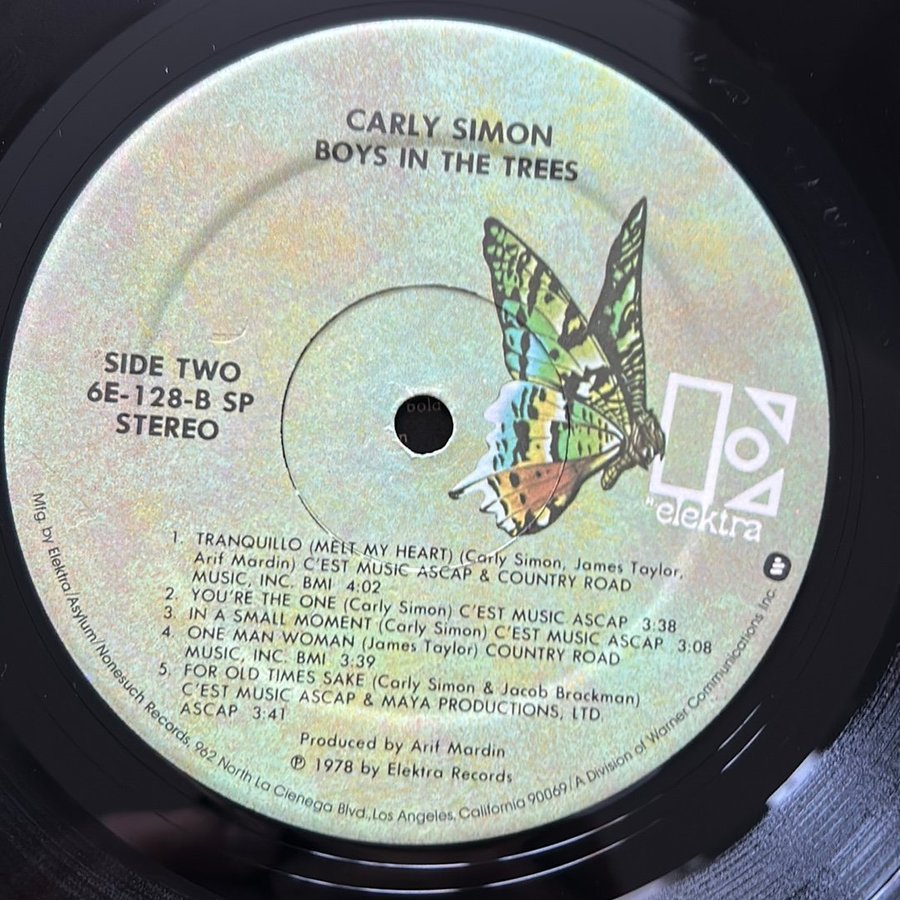 CARLY SIMON
BOYS IN THE TREES
SIDE TWO
6E-128-B SP
STEREO
elektra
1. TRANQUILLO (MELT MY HEART) (Carly Simon, James Taylor,
Arif Mardin) C'EST MUSIC ASCAP & COUNTRY ROAD
MUSIC, INC. BMI 4:02
2. YOU'RE THE ONE (Carly Simon) C'EST MUSIC ASCAP 3:38
3. IN A SMALL MOMENT (Carly Simon) C'EST MUSIC ASCAP 3:08
4. ONE MAN WOMAN (James Taylor) COUNTRY ROAD
MUSIC, INC. BMI 3:39
5. FOR OLD TIMES SAKE (Carly Simon & Jacob Brackman)
C'EST MUSIC ASCAP & MAYA PRODUCTIONS, LTD.
ASCAP 3:41
Produced by Arif Mardin
℗ 1978 by Elektra Records
Mfg. by Elektra/Asylum/Nonesuch Records, 962 North La Cienega Blvd., Los Angeles, California 90069/A Division of Warner Communications Inc.